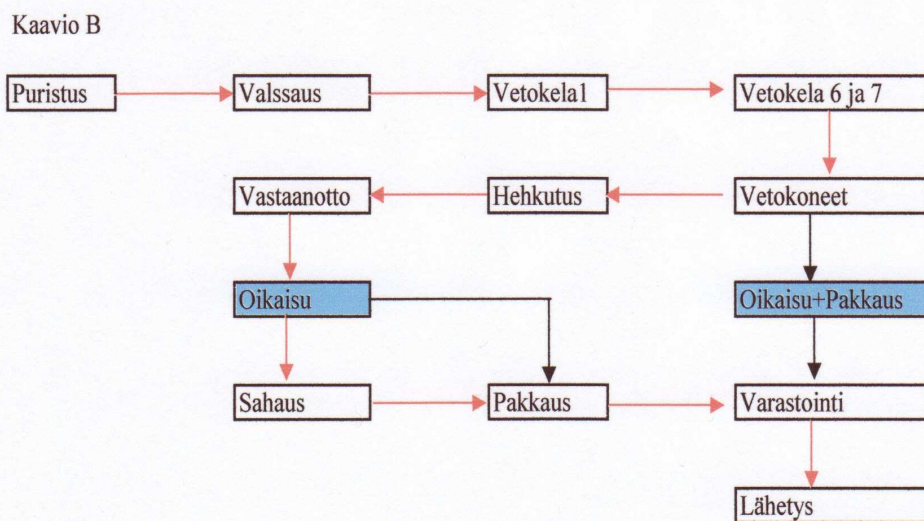 Kaavio B
Puristus
Valssaus
Vetokela1
Vetokela 6 ja 7
Vastaanotto
Hehkutus
Vetokoneet
Oikaisu
Oikaisu+Pakkaus
Sahaus
Pakkaus
Varastointi
Lähetys